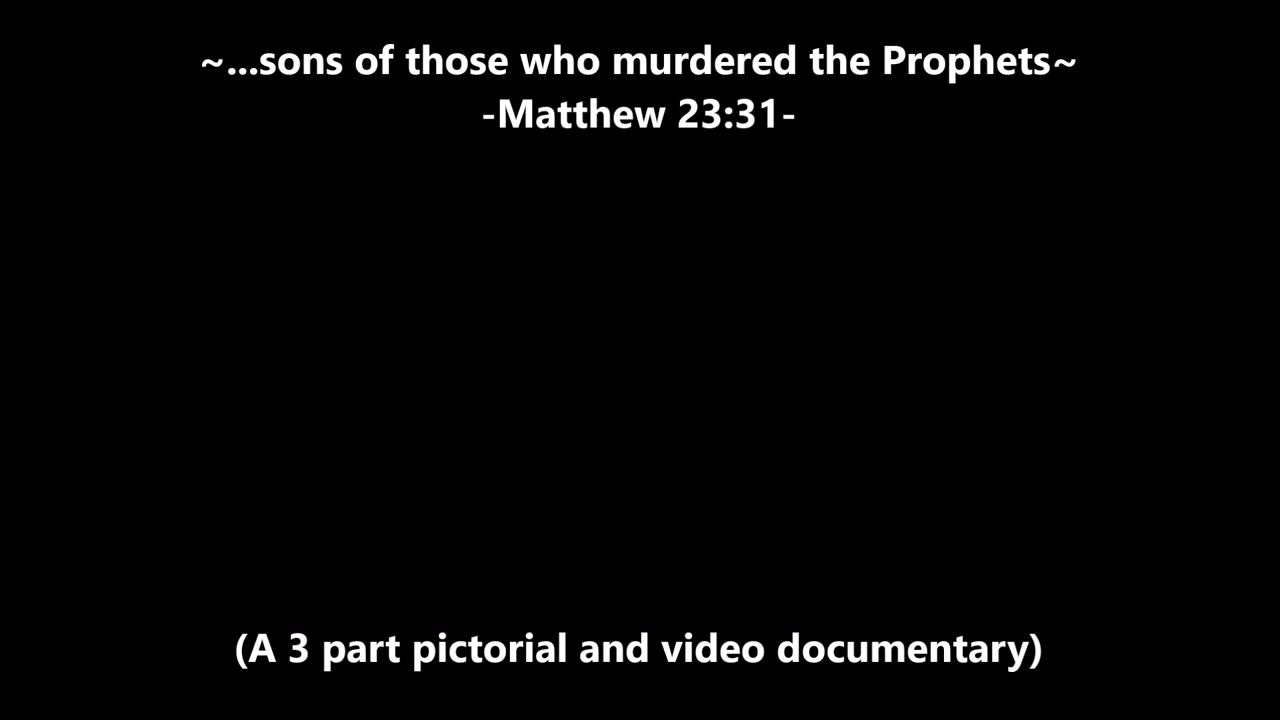 ~...sons of those who murdered the Prophets~
-Matthew 23:31-
(A 3 part pictorial and video documentary)